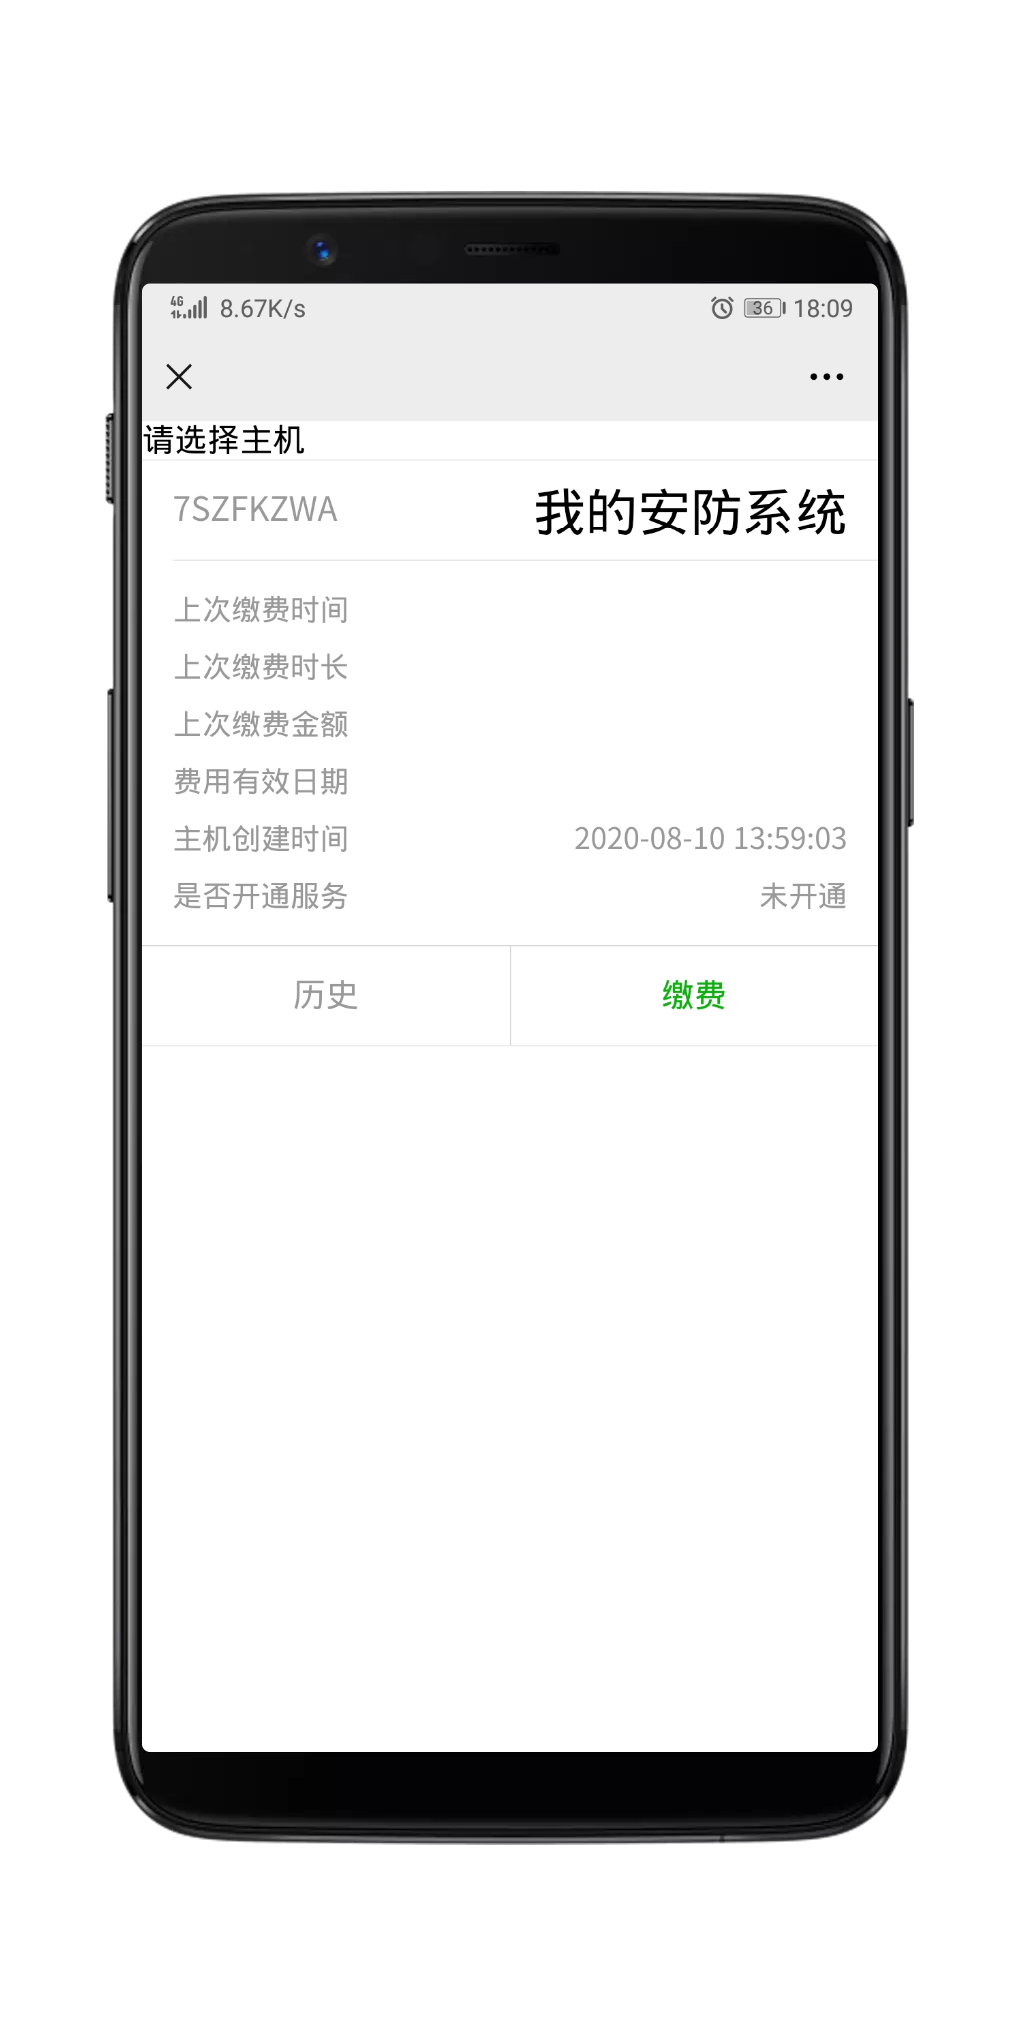 4G 8.67K/s 36 18:09
请选择主机
7SZFKZWA 我的安防系统
上次缴费时间
上次缴费时长
上次缴费金额
费用有效日期
主机创建时间 2020-08-10 13:59:03
是否开通服务 未开通
历史 缴费